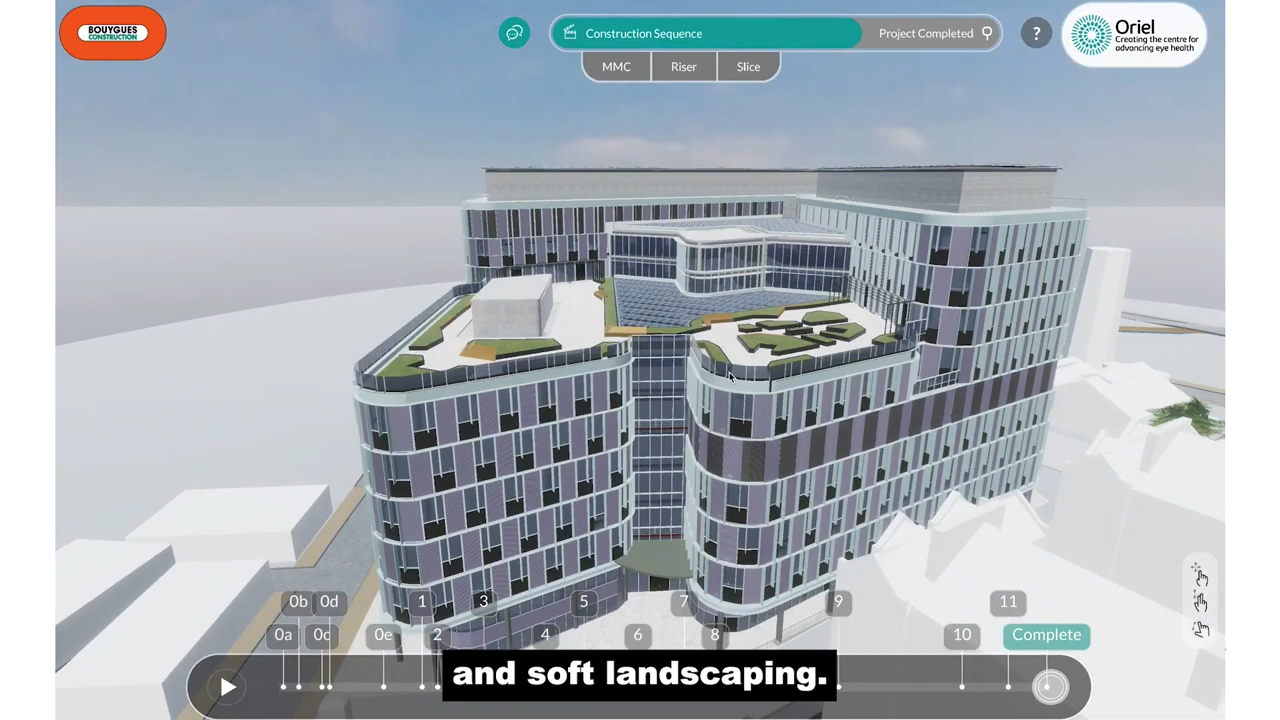 BOUYGUES
CONSTRUCTION
Construction Sequence
Project Completed
?
Oriel
Creating the centre for
advancing eye health
MMC
Riser
Slice
0b
0d
1
3
5
7
9
11
0a
0c
0e
2
4
6
8
10
Complete
and soft landscaping.